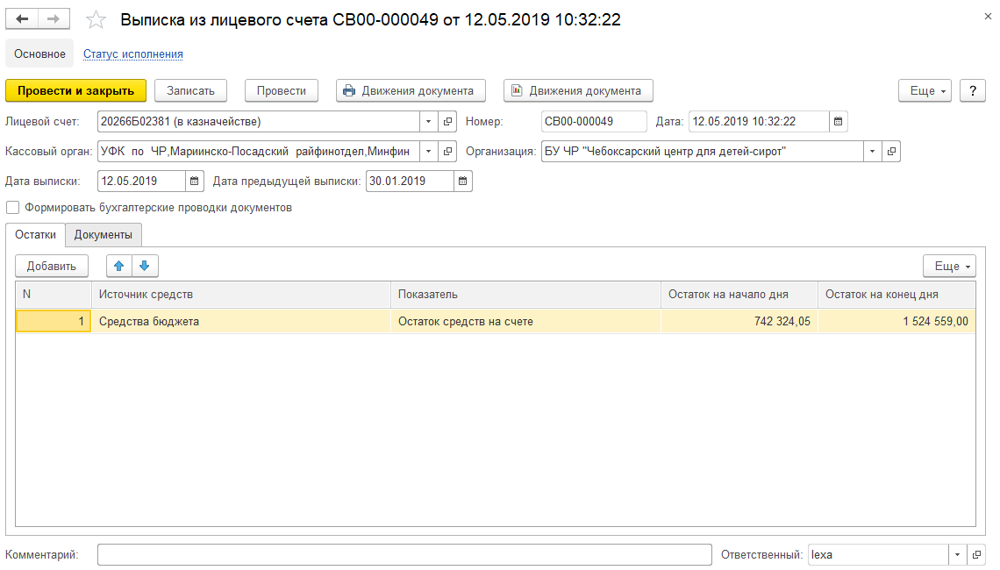 Выписка из лицевого счета СВ00-000049 от 12.05.2019 10:32:22
Основное Статус исполнения
Провести и закрыть Записать Провести Движения документа Движения документа Еще ?
Лицевой счет: 20266Б02381 (в казначействе) Номер: СВ00-000049 Дата: 12.05.2019 10:32:22
Кассовый орган: УФК по ЧР,Мариинско-Посадский райфинотдел,Минфин Организация: БУ ЧР "Чебоксарский центр для детей-сирот"
Дата выписки: 12.05.2019 Дата предыдущей выписки: 30.01.2019
Формировать бухгалтерские проводки документов
Остатки Документы
Добавить Еще
N Источник средств Показатель Остаток на начало дня Остаток на конец дня
1 Средства бюджета Остаток средств на счете 742 324,05 1 524 559,00
Комментарий: Ответственный: lexa